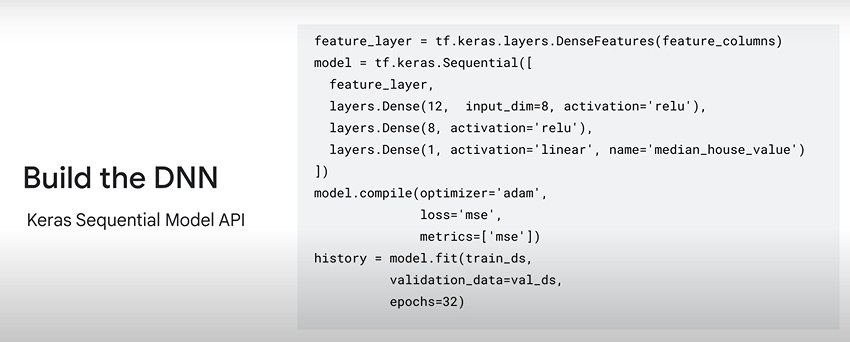 Build the DNN
Keras Sequential Model API
feature_layer = tf.keras.layers.DenseFeatures(feature_columns)
model = tf.keras.Sequential([
  feature_layer,
  layers.Dense(12,  input_dim=8, activation='relu'),
  layers.Dense(8, activation='relu'),
  layers.Dense(1, activation='linear', name='median_house_value')
])
model.compile(optimizer='adam',
              loss='mse',
              metrics=['mse'])
history = model.fit(train_ds,
          validation_data=val_ds,
          epochs=32)